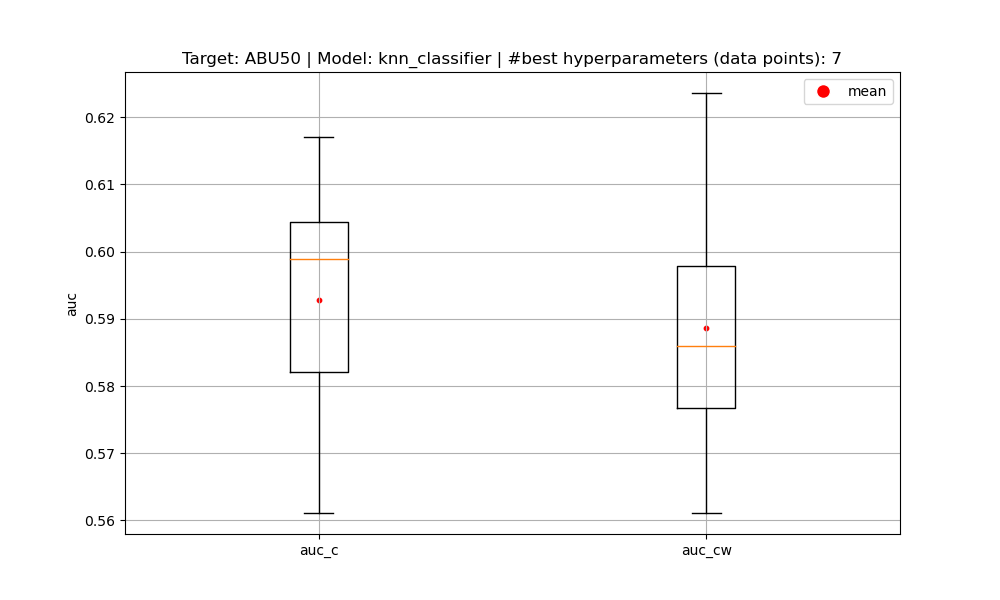 Target: ABU50 | Model: knn_classifier | #best hyperparameters (data points): 7
mean
0.62
0.61
0.60
0.59
0.58
0.57
0.56
auc
auc_c
auc_cw